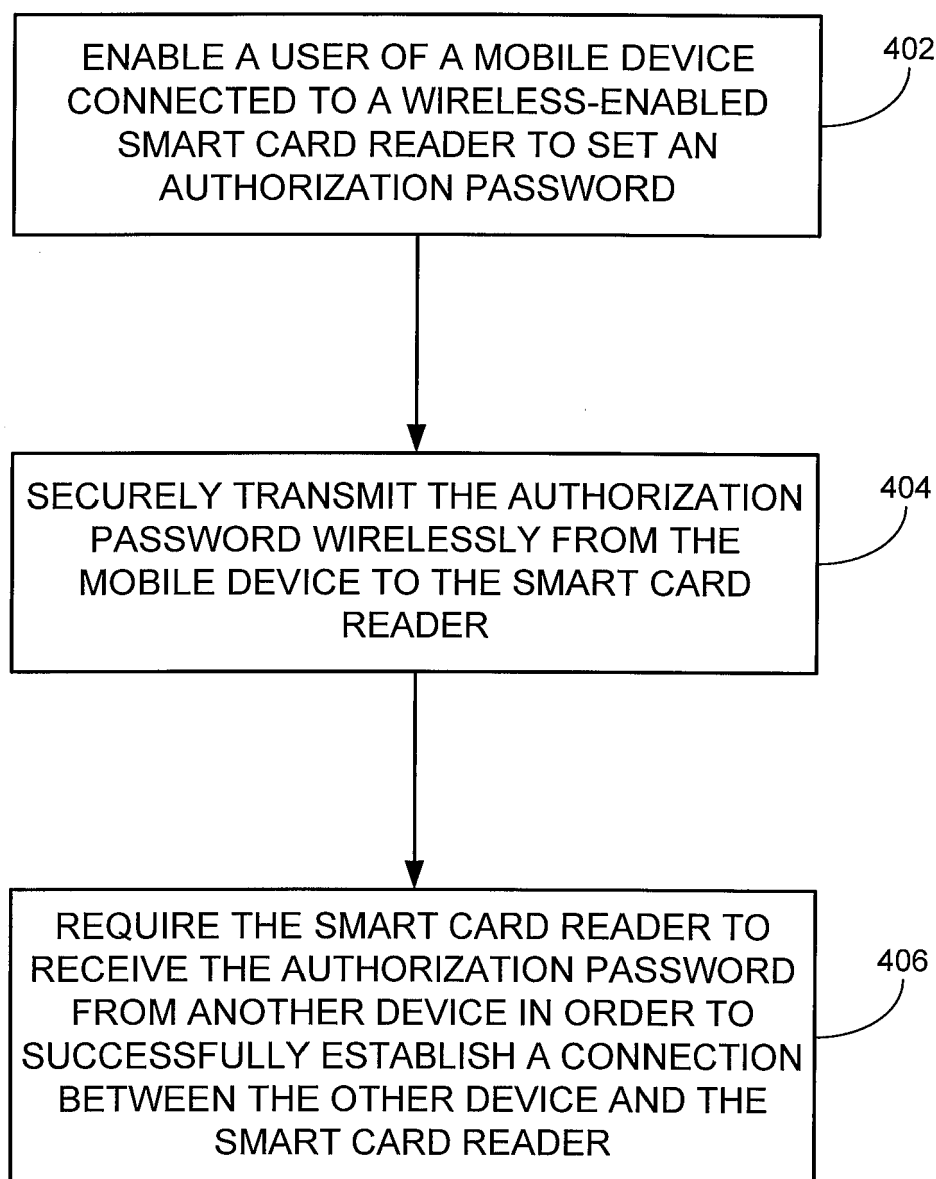 ENABLE A USER OF A MOBILE DEVICE
CONNECTED TO A WIRELESS-ENABLED
SMART CARD READER TO SET AN
AUTHORIZATION PASSWORD
402
SECURELY TRANSMIT THE AUTHORIZATION
PASSWORD WIRELESSLY FROM THE
MOBILE DEVICE TO THE SMART CARD
READER
404
REQUIRE THE SMART CARD READER TO
RECEIVE THE AUTHORIZATION PASSWORD
FROM ANOTHER DEVICE IN ORDER TO
SUCCESSFULLY ESTABLISH A CONNECTION
BETWEEN THE OTHER DEVICE AND THE
SMART CARD READER
406